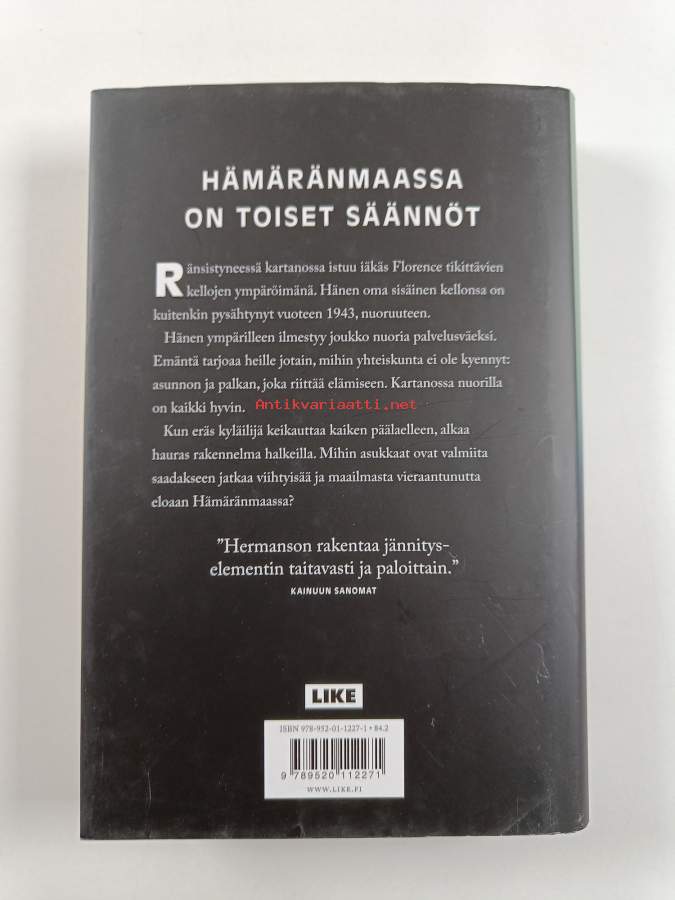 HÄMÄRÄNMAASSA
ON TOISET SÄÄNNÖT
Ränsistyneessä kartanossa istuu iäkäs Florence tikittävien
kellojen ympäröimänä. Hänen oma sisäinen kellonsa on
kuitenkin pysähtynyt vuoteen 1943, nuoruuteen.
Hänen ympärilleen ilmestyy joukko nuoria palvelusväeksi.
Emäntä tarjoaa heille jotain, mihin yhteiskunta ei ole kyennyt:
asunnon ja palkan, joka riittää elämiseen. Kartanossa nuorilla
on kaikki hyvin. Antikvariaatti.net
Kun eräs kyläilijä keikauttaa kaiken päälaelleen, alkaa
hauras rakennelma halkeilla. Mihin asukkaat ovat valmiita
saadakseen jatkaa viihtyisää ja maailmasta vieraantunutta
eloaan Hämäränmaassa?
”Hermanson rakentaa jännitys-
elementin taitavasti ja paloittain.”
KAINUUN SANOMAT
LIKE
ISBN 978-952-01-1227-1 • 84.2
9 789520 112271
WWW.LIKE.FI